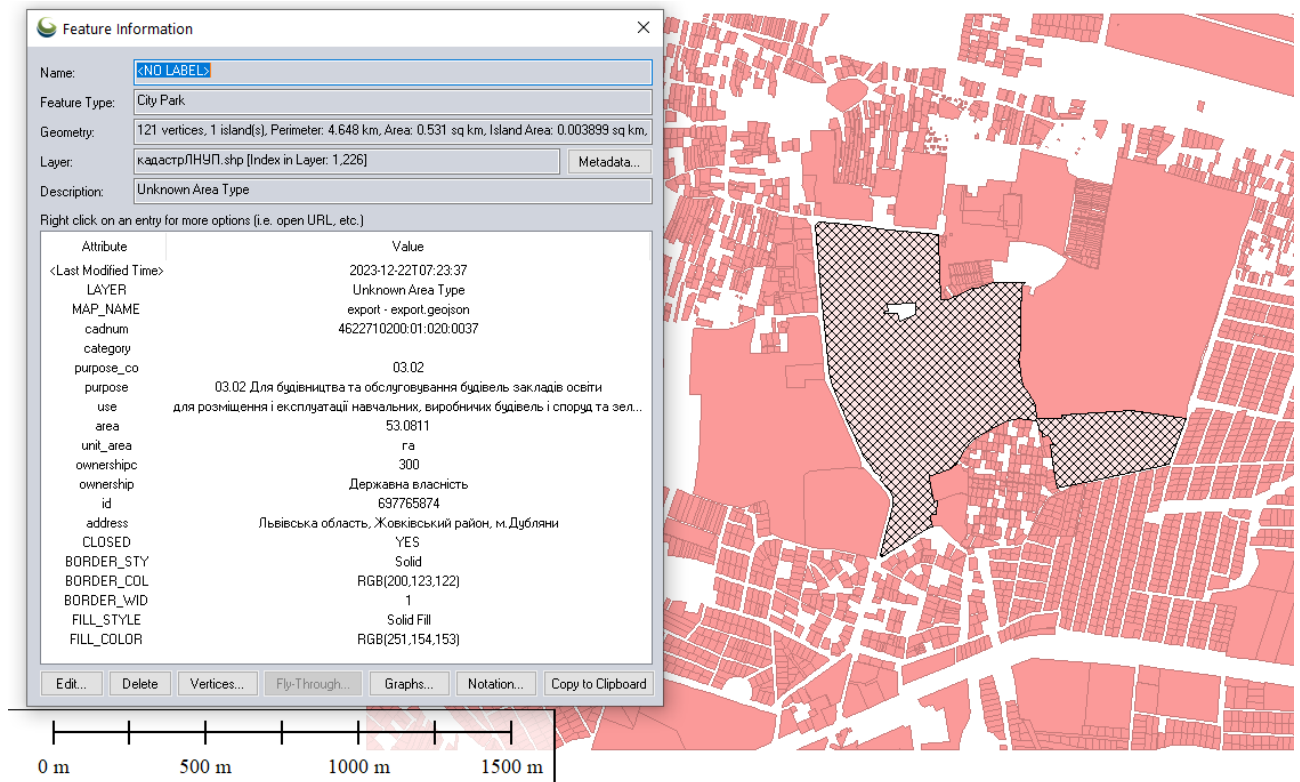 Feature Information
Name: <NO LABEL>
Feature Type: City Park
Geometry: 121 vertices, 1 island(s), Perimeter: 4.648 km, Area: 0.531 sq km, Island Area: 0.003899 sq km,
Layer: кадастрЛНУП.shp [Index in Layer: 1,226] Metadata...
Description: Unknown Area Type
Right click on an entry for more options (i.e. open URL, etc.)
Attribute Value
<Last Modified Time> 2023-12-22T07:23:37
LAYER Unknown Area Type
MAP_NAME export - export.geojson
cadnum 4622710200:01:020:0037
category
purpose_co 03.02
purpose 03.02 Для будівництва та обслуговування будівель закладів освіти
use для розміщення і експлуатації навчальних, виробничих будівель і споруд та зел...
area 53.0811
unit_area га
ownershipc 300
ownership Державна власність
id 697765874
address Львівська область, Жовківський район, м.Дубляни
CLOSED YES
BORDER_STY Solid
BORDER_COL RGB(200,123,122)
BORDER_WID 1
FILL_STYLE Solid Fill
FILL_COLOR RGB(251,154,153)
Edit... Delete Vertices... Fly-Through... Graphs... Notation... Copy to Clipboard
0 m 500 m 1000 m 1500 m